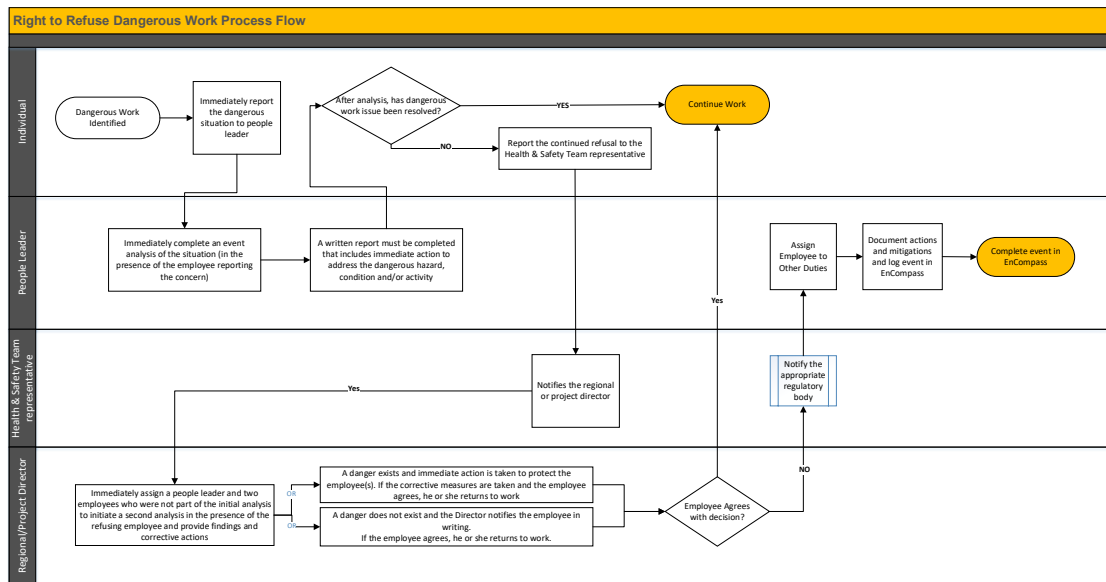 Right to Refuse Dangerous Work Process Flow
Individual
Dangerous Work
Identified
Immediately report
the dangerous
situation to people
leader
After analysis, has dangerous
work issue been resolved?
YES
Continue Work
NO
Report the continued refusal to the
Health & Safety Team representative
People Leader
Immediately complete an event
analysis of the situation (in the
presence of the employee reporting
the concern)
A written report must be completed
that includes immediate action to
address the dangerous hazard,
condition and/or activity
Yes
Assign
Employee to
Other Duties
Document actions
and mitigations
and log event in
EnCompass
Complete event in
EnCompass
Health & Safety Team
representative
Yes
Notifies the regional
or project director
Notify the
appropriate
regulatory
body
NO
Regional/Project Director
Immediately assign a people leader and two
employees who were not part of the initial analysis
to initiate a second analysis in the presence of the
refusing employee and provide findings and
corrective actions
OR
OR
A danger exists and immediate action is taken to protect the
employee(s). If the corrective measures are taken and the employee
agrees, he or she returns to work
A danger does not exist and the Director notifies the employee in
writing.
If the employee agrees, he or she returns to work.
Employee Agrees
with decision?